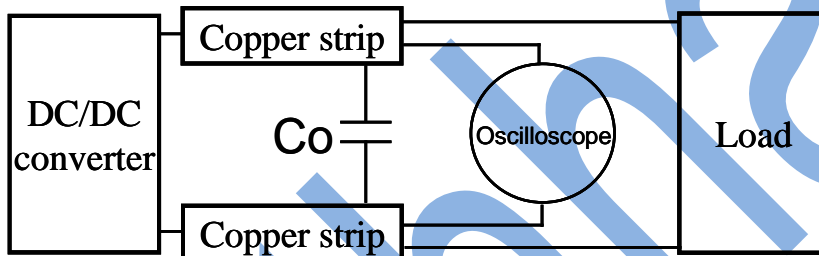 Copper strip
DC/DC
converter
Co
Oscilloscope
Load
Copper strip